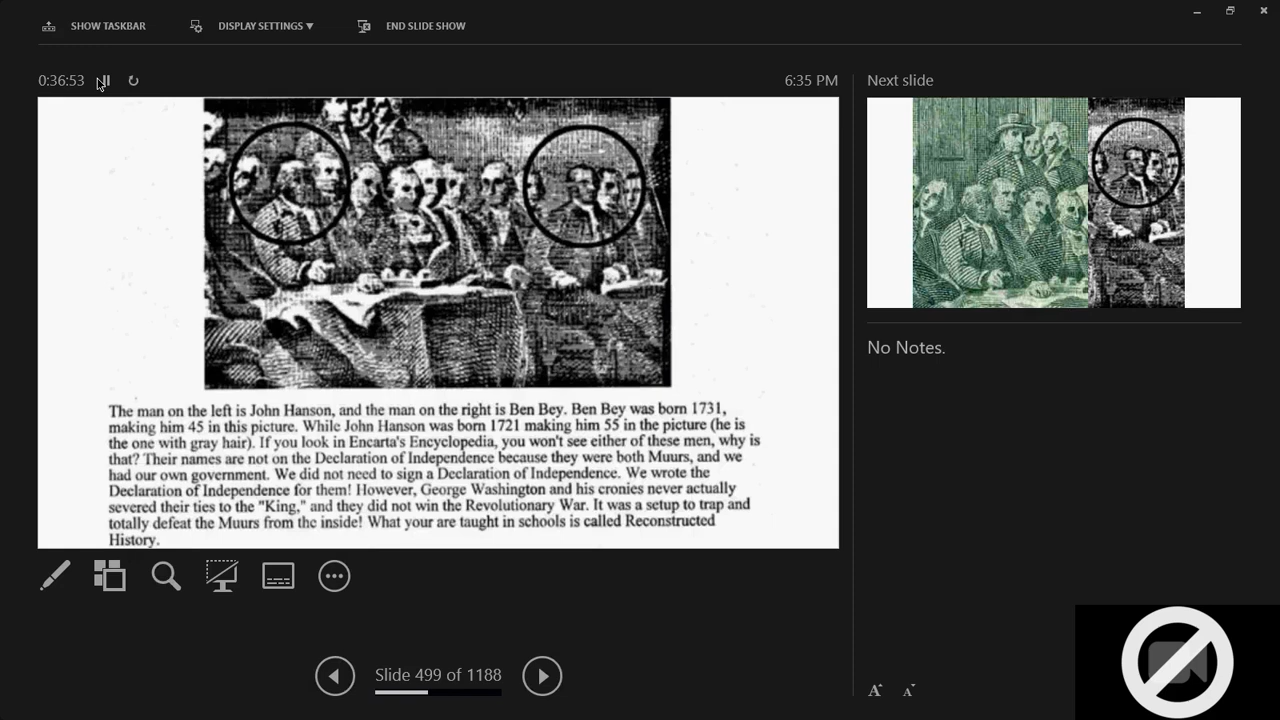 SHOW TASKBAR
DISPLAY SETTINGS ▼
END SLIDE SHOW
0:36:53
6:35 PM
Next slide
The man on the left is John Hanson, and the man on the right is Ben Bey. Ben Bey was born 1731,
making him 45 in this picture. While John Hanson was born 1721 making him 55 in the picture (he is
the one with gray hair). If you look in Encarta's Encyclopedia, you won't see either of these men, why is
that? Their names are not on the Declaration of Independence because they were both Muurs, and we
had our own government. We did not need to sign a Declaration of Independence. We wrote the
Declaration of Independence for them! However, George Washington and his cronies never actually
severed their ties to the "King," and they did not win the Revolutionary War. It was a setup to trap and
totally defeat the Muurs from the inside! What your are taught in schools is called Reconstructed
History.
No Notes.
Slide 499 of 1188
A A